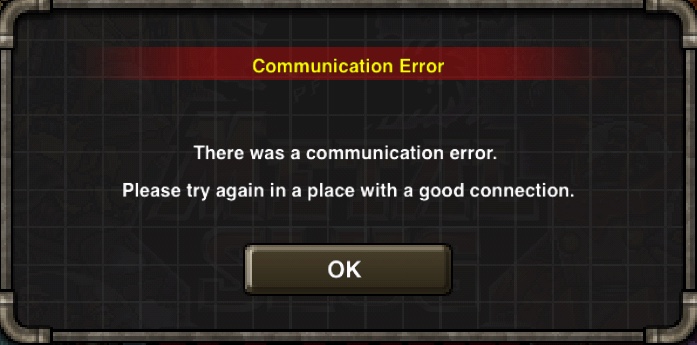 Communication Error
There was a communication error.
Please try again in a place with a good connection.
OK